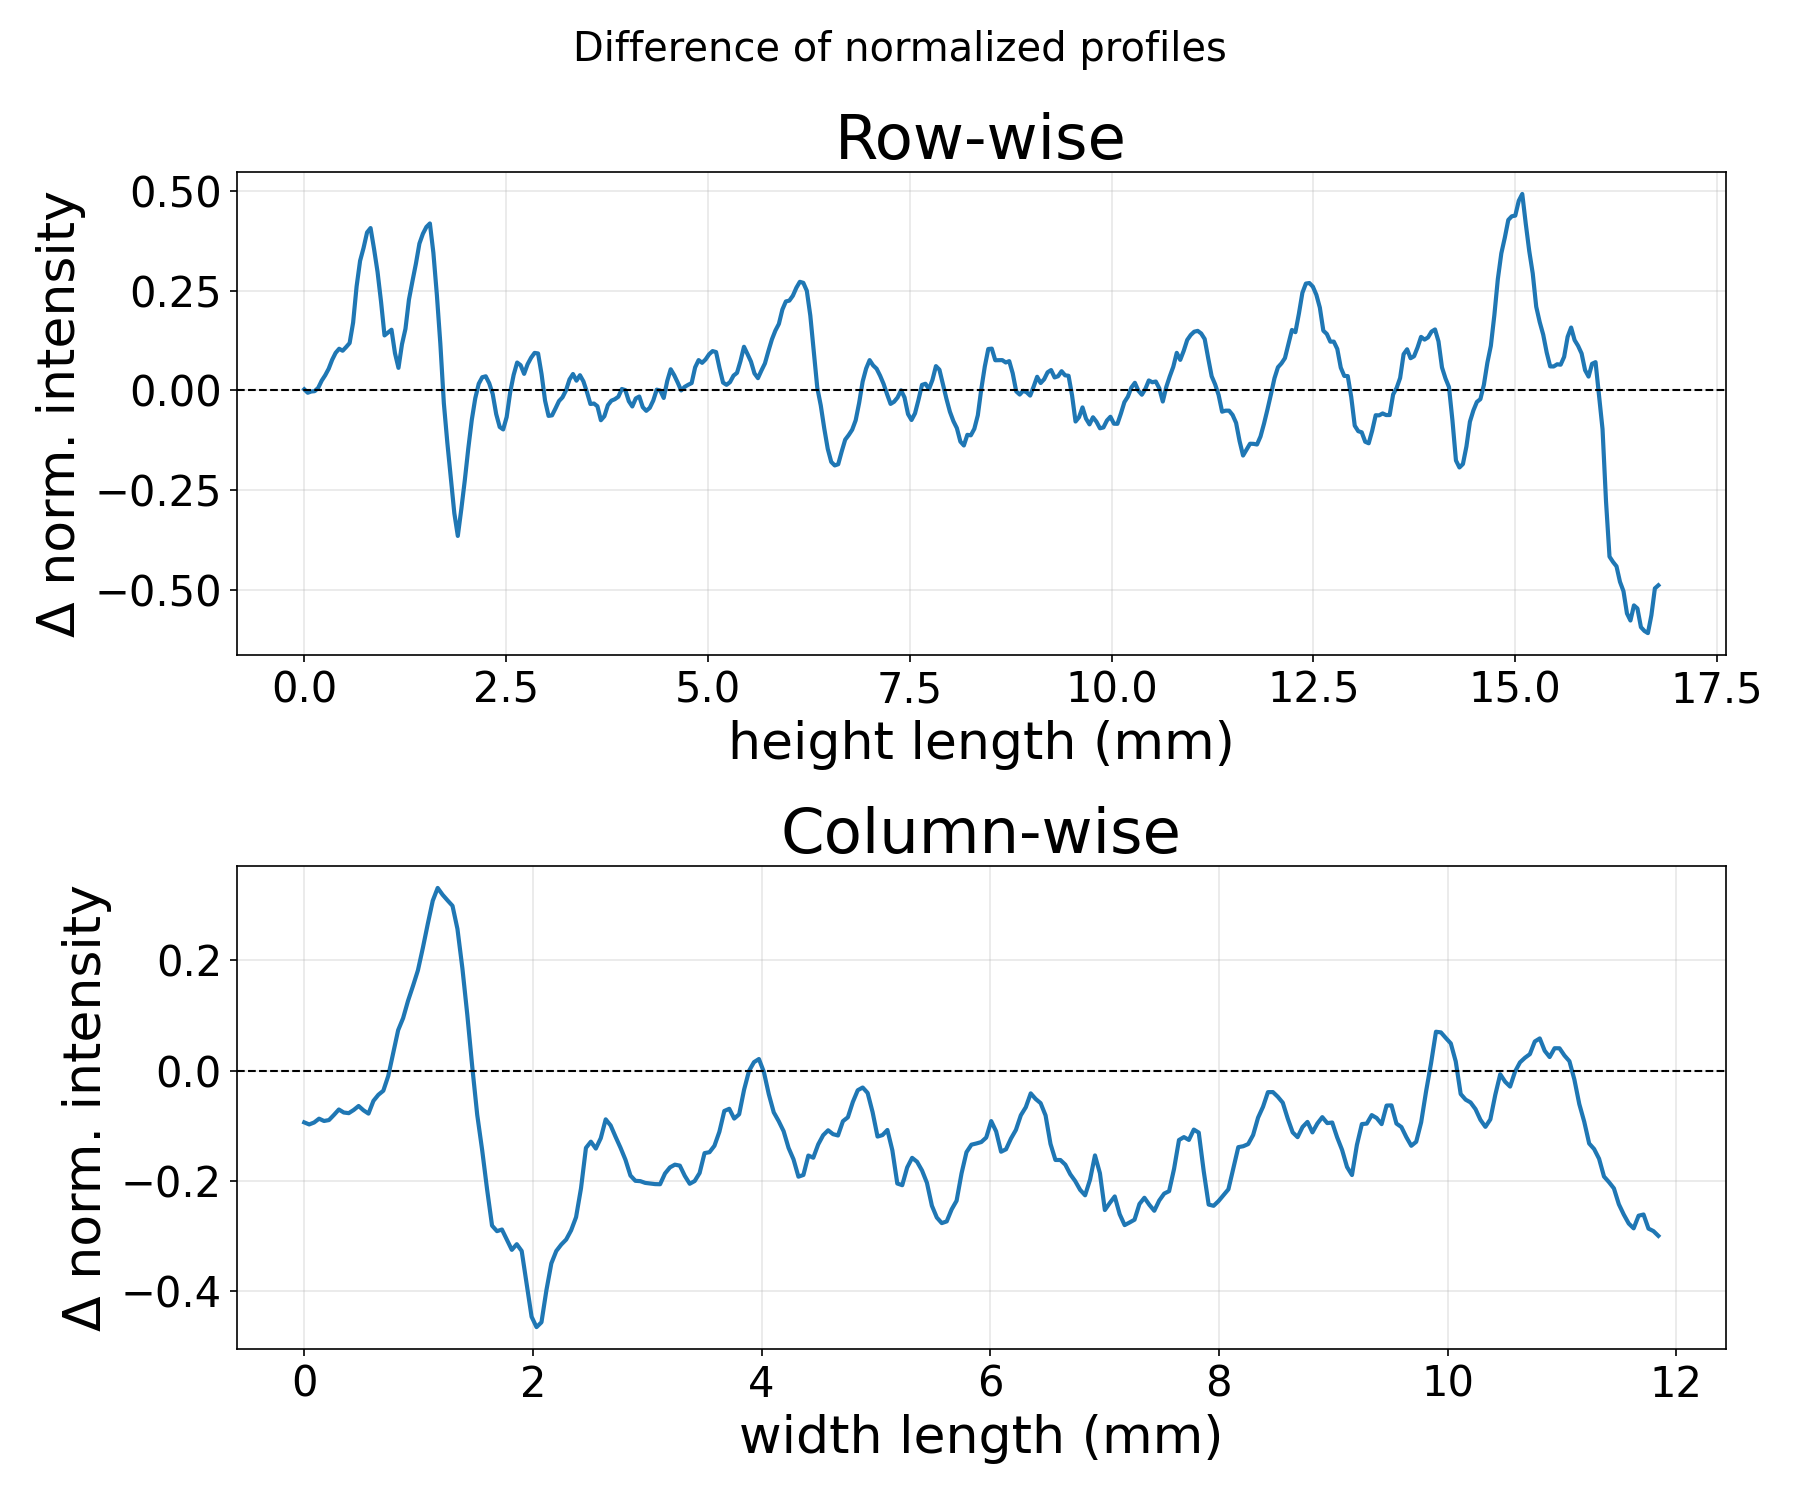 Difference of normalized profiles
Row-wise
Δ norm. intensity
0.50
0.25
0.00
−0.25
−0.50
0.0 2.5 5.0 7.5 10.0 12.5 15.0 17.5
height length (mm)
Column-wise
Δ norm. intensity
0.2
0.0
−0.2
−0.4
0 2 4 6 8 10 12
width length (mm)